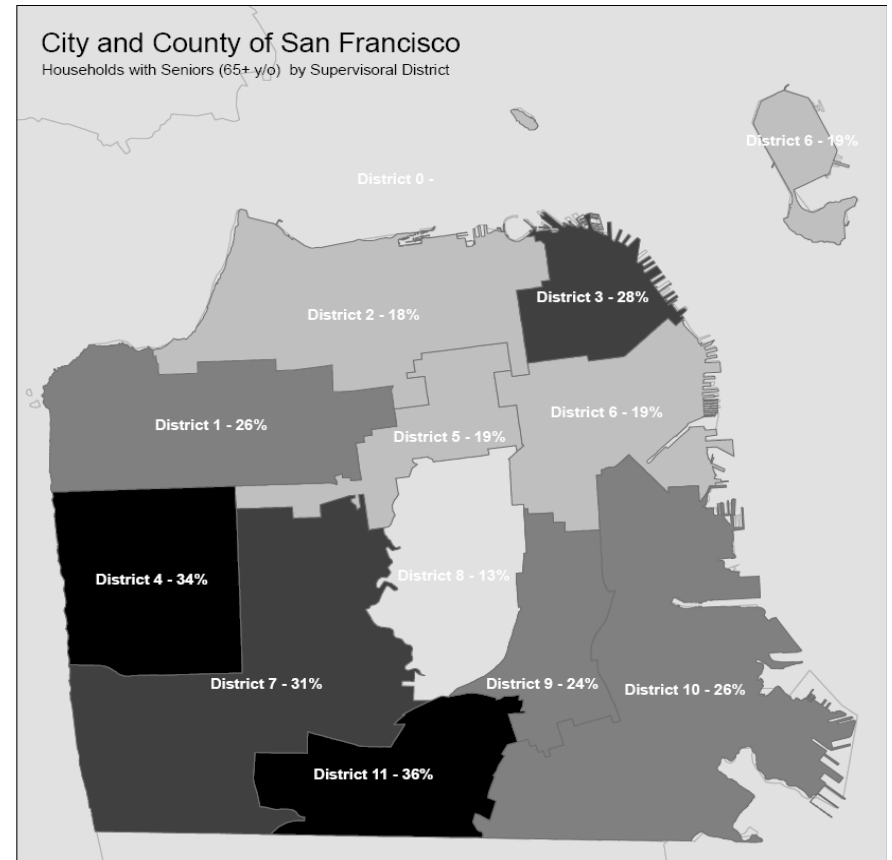 City and County of San Francisco
Households with Seniors (65+ y/o) by Supervisoral District
District 6 - 19%
District 0 -
District 3 - 28%
District 2 - 18%
District 6 - 19%
District 1 - 26%
District 5 - 19%
District 8 - 13%
District 4 - 34%
District 7 - 31%
District 9 - 24%
District 10 - 26%
District 11 - 36%